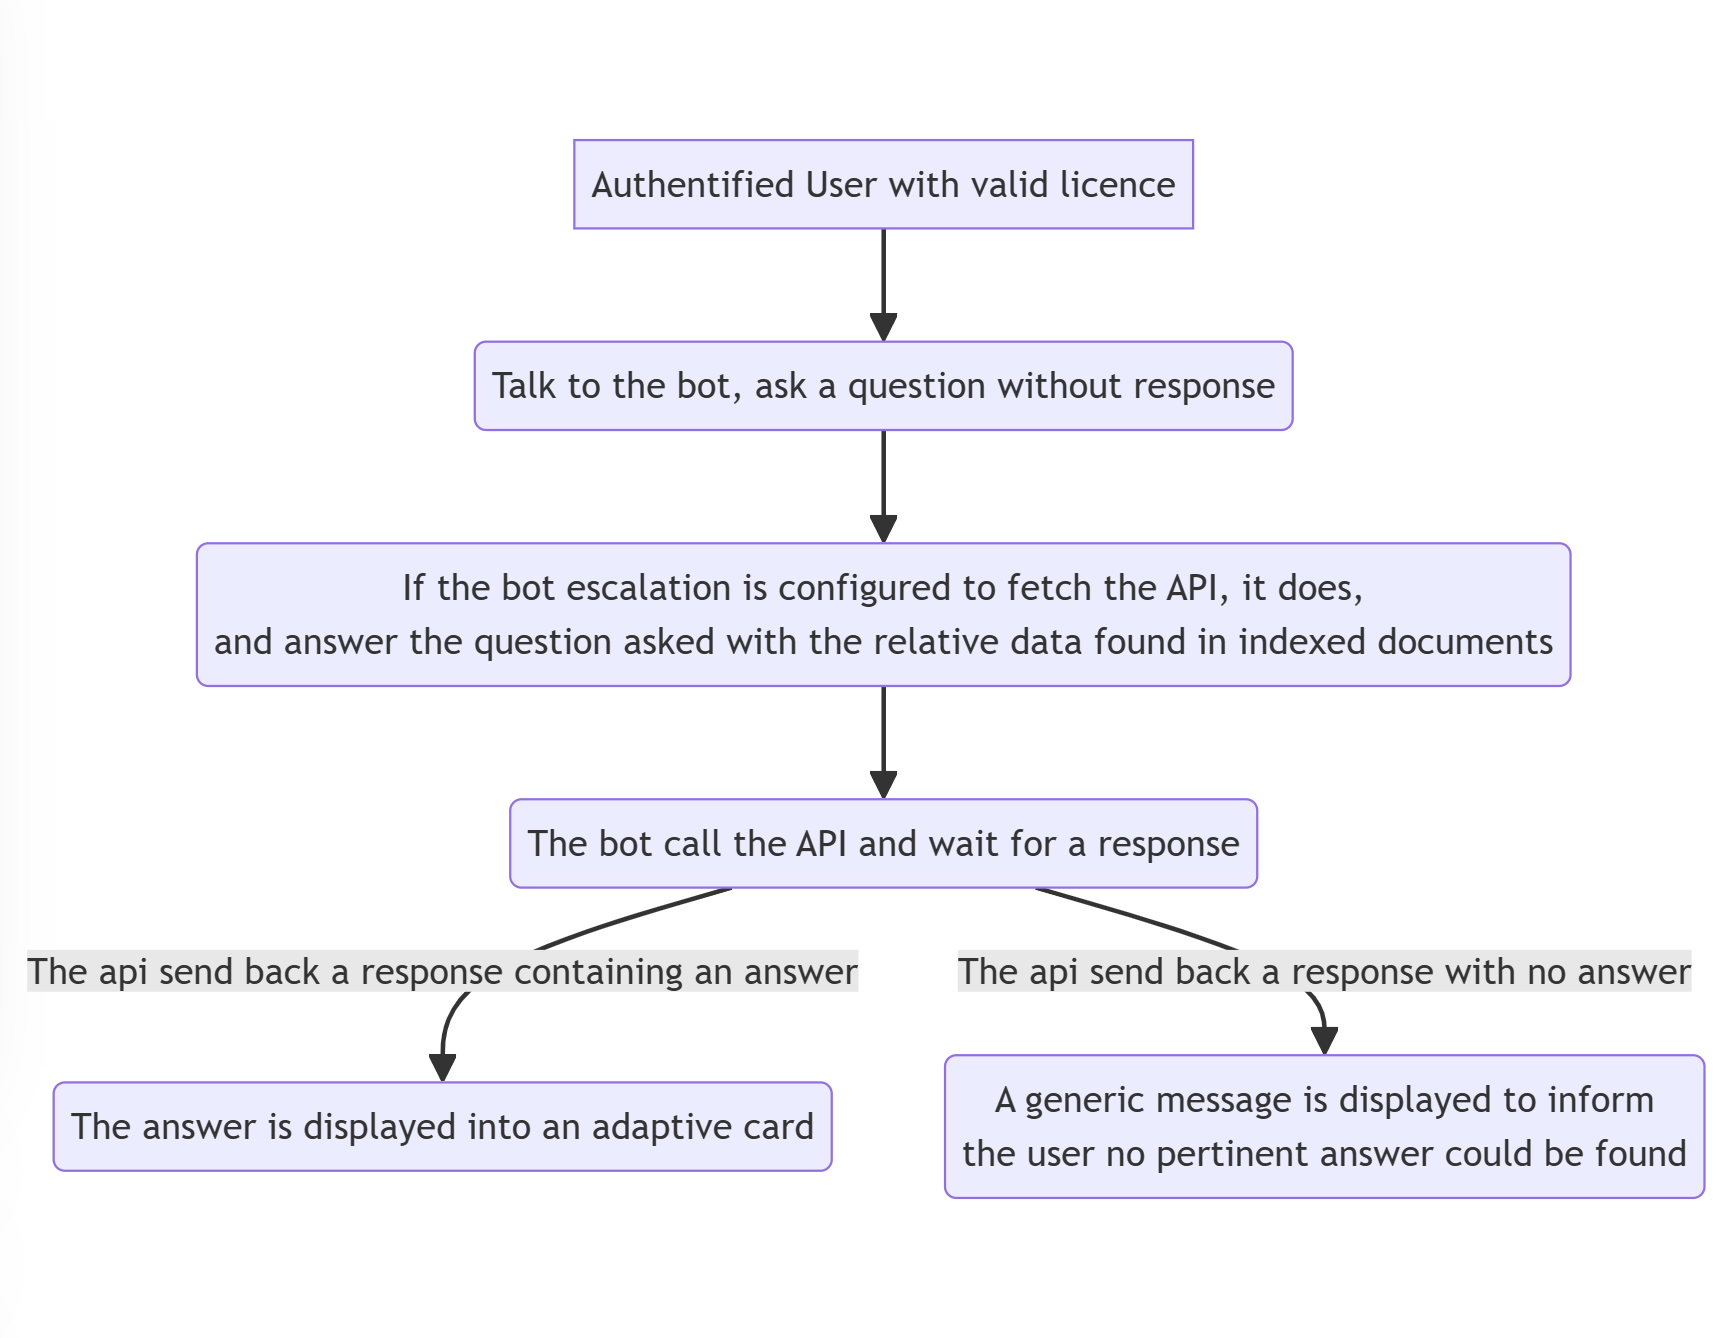 Authentified User with valid licence
Talk to the bot, ask a question without response
If the bot escalation is configured to fetch the API, it does,
and answer the question asked with the relative data found in indexed documents
The bot call the API and wait for a response
The api send back a response containing an answer
The api send back a response with no answer
The answer is displayed into an adaptive card
A generic message is displayed to inform
the user no pertinent answer could be found